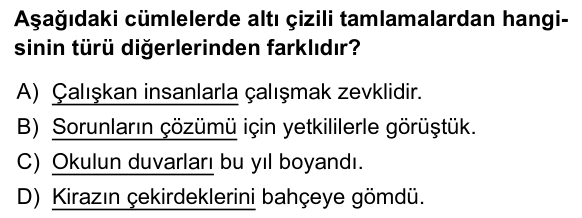 Aşağıdaki cümlelerde altı çizili tamlamalardan hangi-
sinin türü diğerlerinden farklıdır?
A) Çalışkan insanlarla çalışmak zevklidir.
B) Sorunların çözümü için yetkililerle görüştük.
C) Okulun duvarları bu yıl boyandı.
D) Kirazın çekirdeklerini bahçeye gömdü.